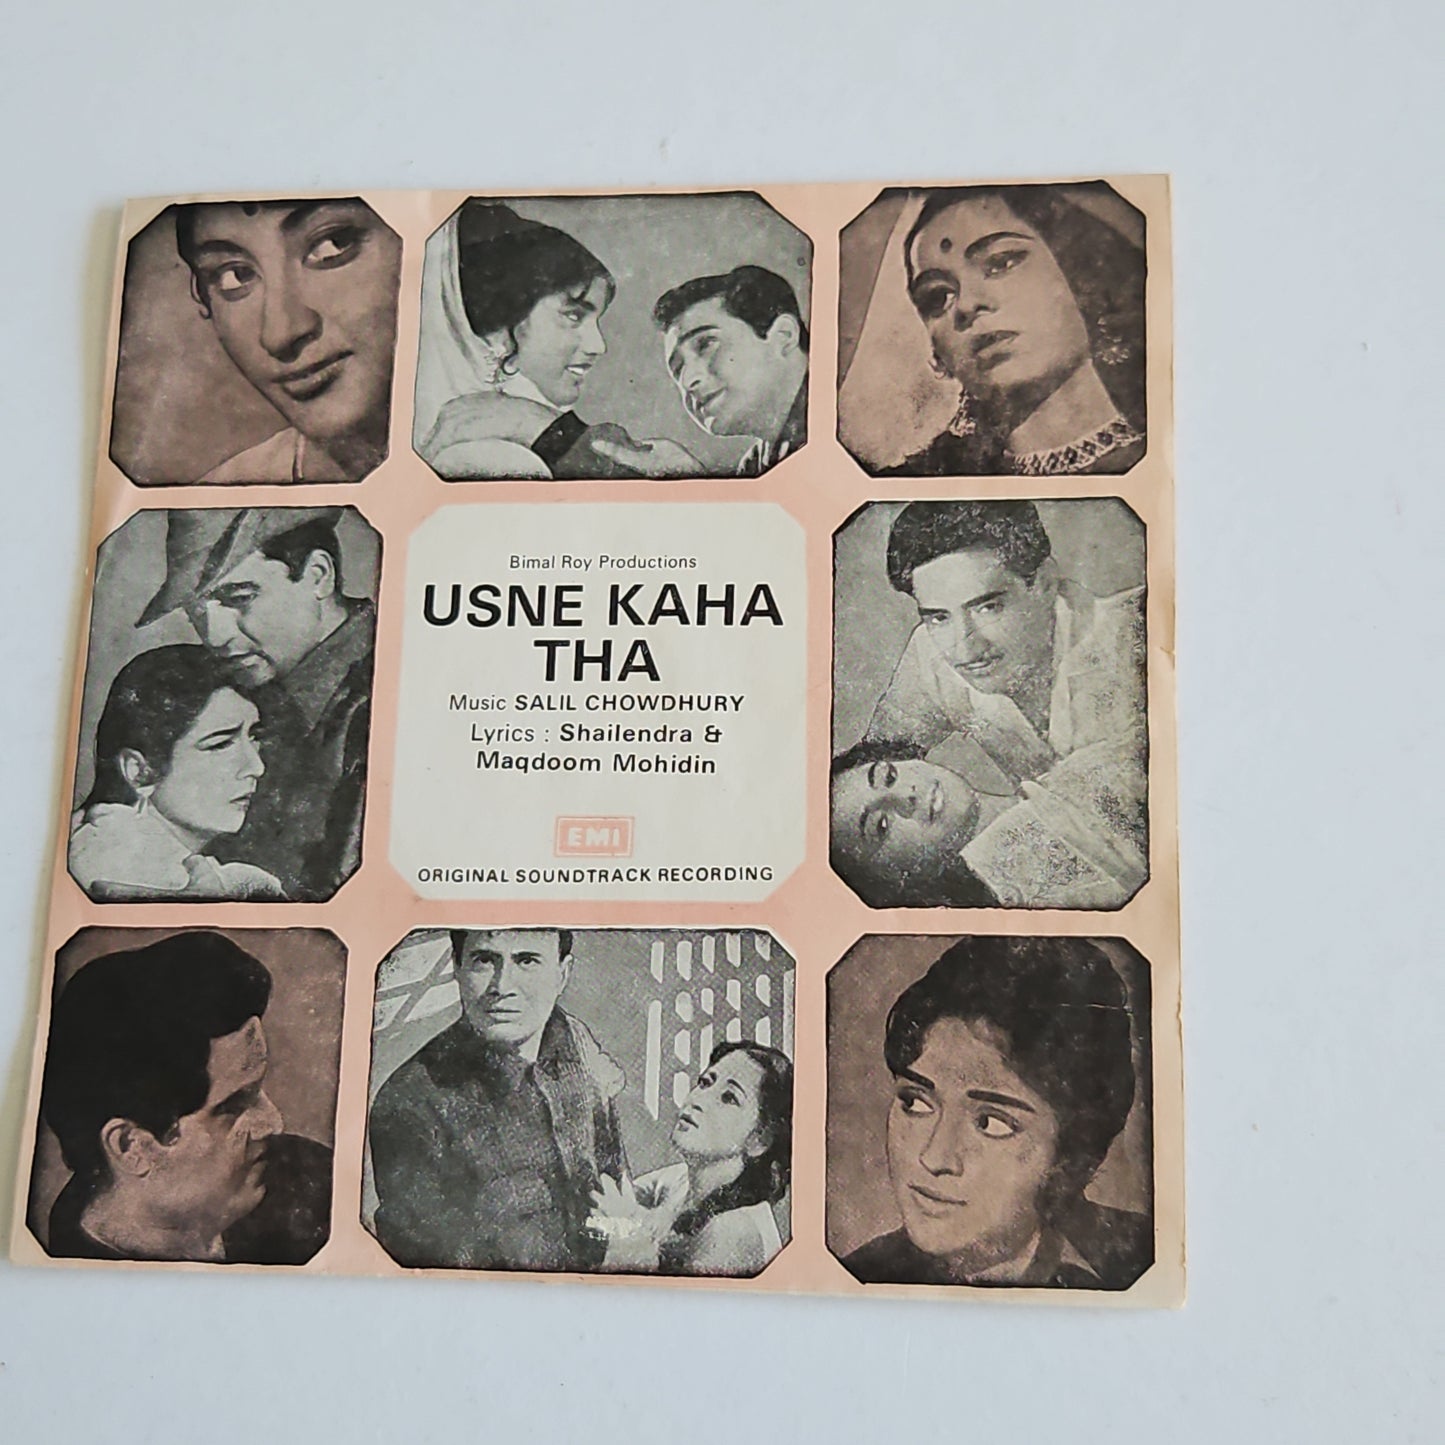 Bimal Roy Productions
USNE KAHA
THA
Music SALIL CHOWDHURY
Lyrics : Shailendra &
Maqdoom Mohidin
EMI
ORIGINAL SOUNDTRACK RECORDING